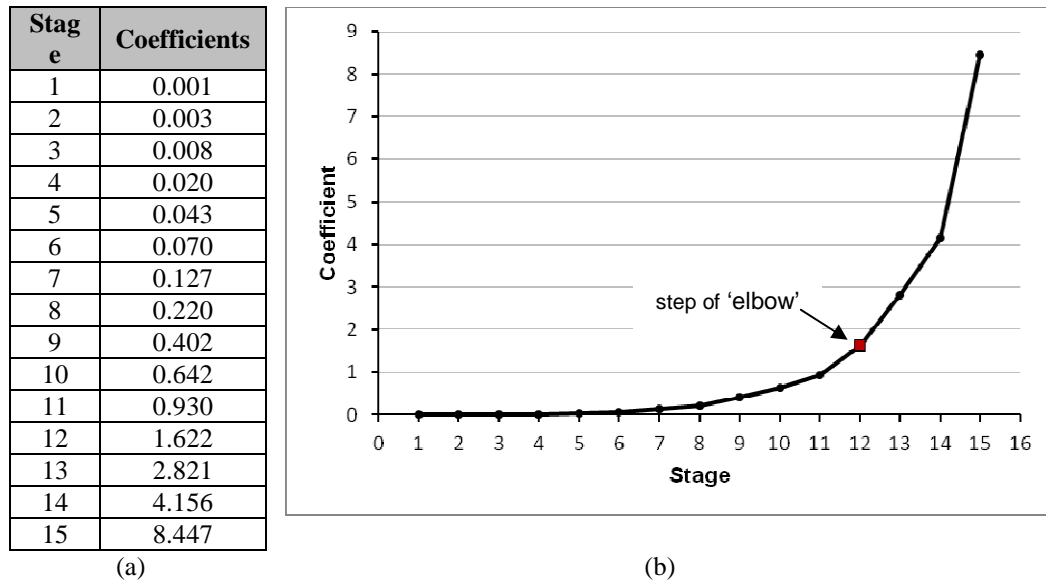 Stag
e
Coefficients
1 0.001
2 0.003
3 0.008
4 0.020
5 0.043
6 0.070
7 0.127
8 0.220
9 0.402
10 0.642
11 0.930
12 1.622
13 2.821
14 4.156
15 8.447
(a)
9
8
7
6
5
4
3
2
1
0
Coefficient
step of ‘elbow’
0 1 2 3 4 5 6 7 8 9 10 11 12 13 14 15 16
Stage
(b)